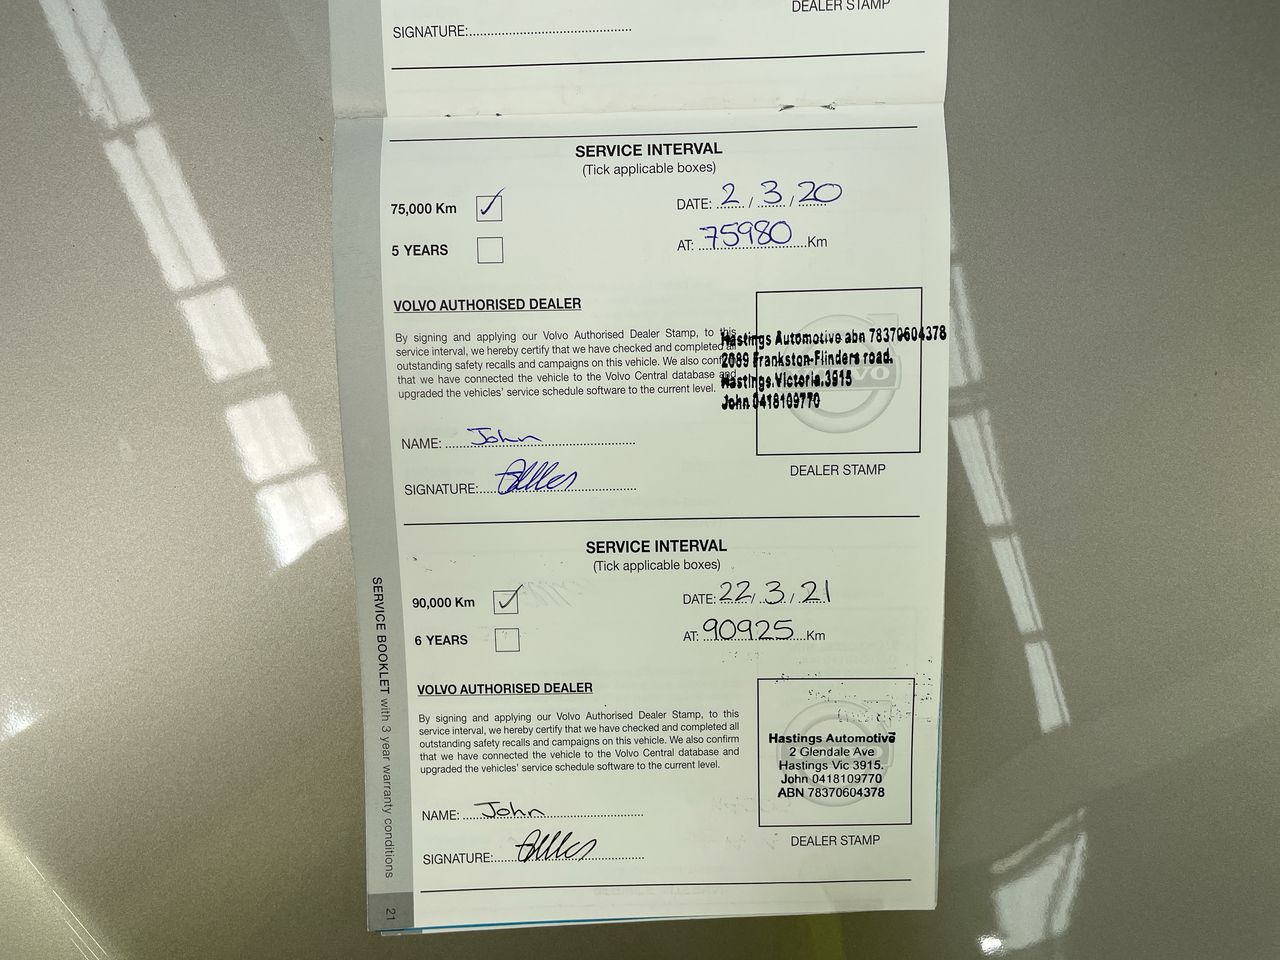 DEALER STAMP
SIGNATURE:
SERVICE INTERVAL
(Tick applicable boxes)
75,000 Km
DATE: 2 / 3 / 20
5 YEARS
AT: 75980 Km
VOLVO AUTHORISED DEALER
By signing and applying our Volvo Authorised Dealer Stamp, to this
service interval, we hereby certify that we have checked and completed all
outstanding safety recalls and campaigns on this vehicle. We also confirm
that we have connected the vehicle to the Volvo Central database and
upgraded the vehicles' service schedule software to the current level.
Hastings Automotive abn 78370604378
2089 Frankston-Flinders road.
Hastings.Victoria.3915
John 0418109770
VOLVO
NAME: John
SIGNATURE:
DEALER STAMP
SERVICE INTERVAL
(Tick applicable boxes)
90,000 Km
DATE: 22 / 3 / 21
6 YEARS
AT: 90925 Km
VOLVO AUTHORISED DEALER
By signing and applying our Volvo Authorised Dealer Stamp, to this
service interval, we hereby certify that we have checked and completed all
outstanding safety recalls and campaigns on this vehicle. We also confirm
that we have connected the vehicle to the Volvo Central database and
upgraded the vehicles' service schedule software to the current level.
Hastings Automotive
2 Glendale Ave
Hastings Vic 3915.
John 0418109770
ABN 78370604378
NAME: John
SIGNATURE:
DEALER STAMP
SERVICE BOOKLET with 3 year warranty conditions
21